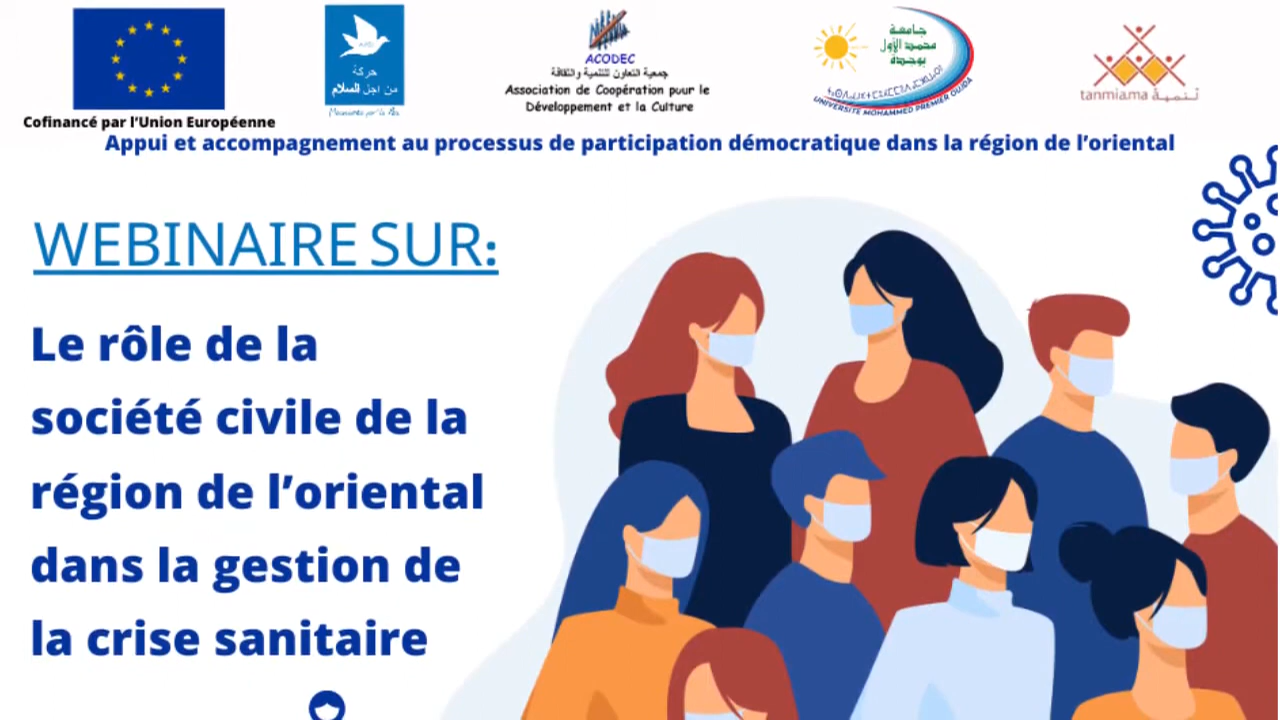 حركة
من اجل السلام
ACODEC
جمعية التعاون للتنمية والثقافة
Association de Coopération pour le
Développement et la Culture
جامعة
محمد الأول
بوجدة
UNIVERSITE MOHAMMED PREMIER OUJDA
tanmia.ma تنمية
Cofinancé par l'Union Européenne
Appui et accompagnement au processus de participation démocratique dans la région de l'oriental
WEBINAIRE SUR:
Le rôle de la
société civile de la
région de l'oriental
dans la gestion de
la crise sanitaire